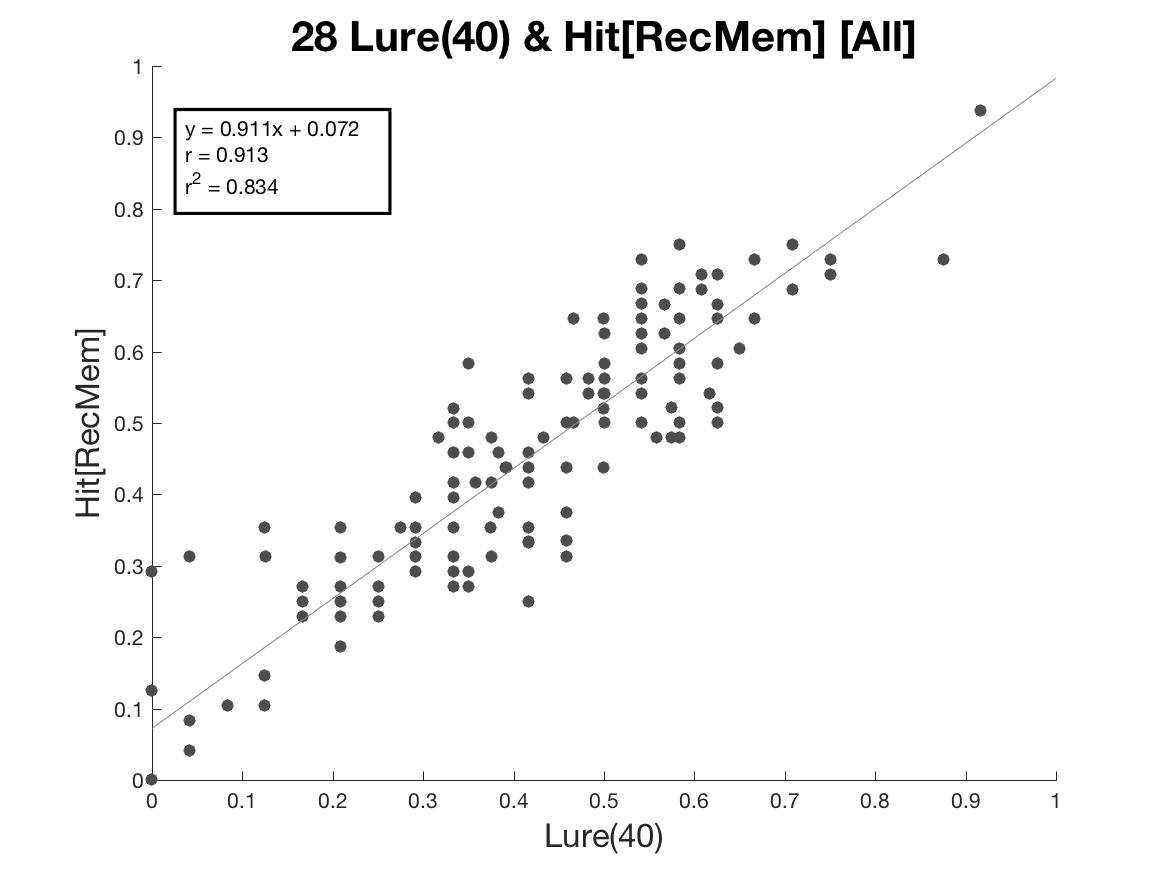 28 Lure(40) & Hit[RecMem] [All]
y = 0.911x + 0.072
r = 0.913
r² = 0.834
Hit[RecMem]
1
0.9
0.8
0.7
0.6
0.5
0.4
0.3
0.2
0.1
0
0 0.1 0.2 0.3 0.4 0.5 0.6 0.7 0.8 0.9 1
Lure(40)